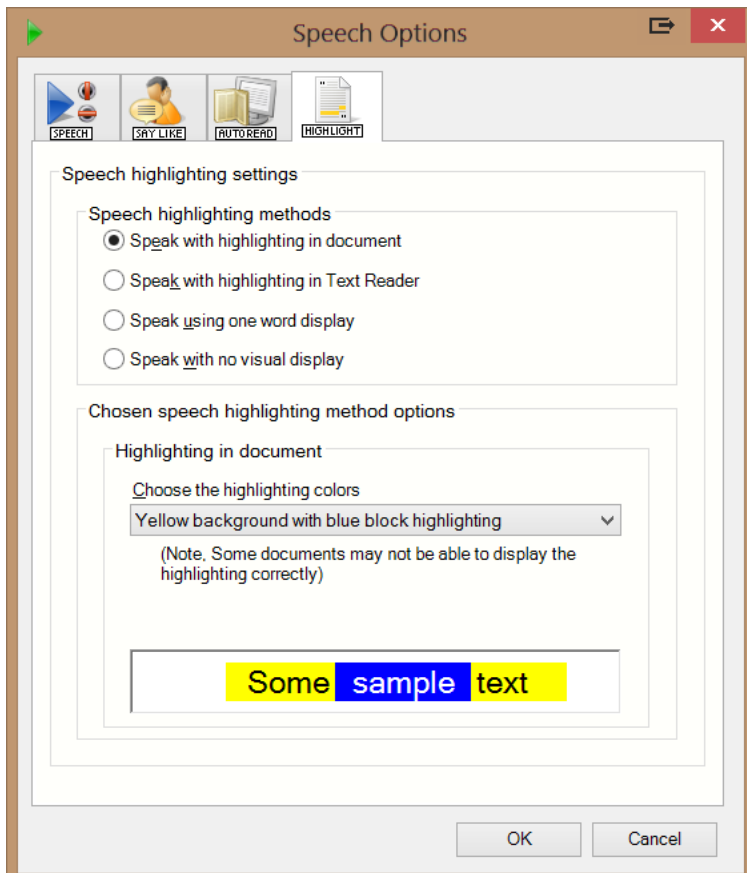 Speech Options
SPEECH
SAY LIKE
AUTOREAD
HIGHLIGHT
Speech highlighting settings
Speech highlighting methods
Speak with highlighting in document
Speak with highlighting in Text Reader
Speak using one word display
Speak with no visual display
Chosen speech highlighting method options
Highlighting in document
Choose the highlighting colors
Yellow background with blue block highlighting
(Note, Some documents may not be able to display the
highlighting correctly)
Some sample text
OK
Cancel